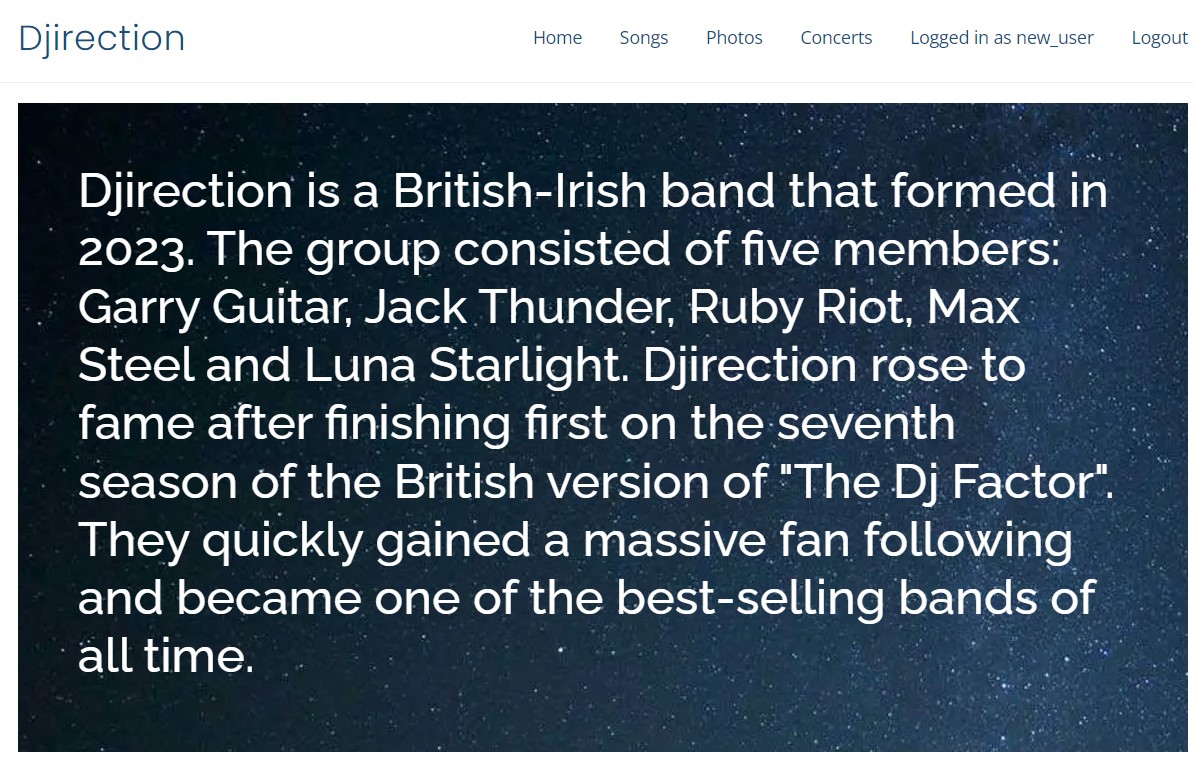 Djirection
Home Songs Photos Concerts Logged in as new_user Logout
Djirection is a British-Irish band that formed in
2023. The group consisted of five members:
Garry Guitar, Jack Thunder, Ruby Riot, Max
Steel and Luna Starlight. Djirection rose to
fame after finishing first on the seventh
season of the British version of "The Dj Factor".
They quickly gained a massive fan following
and became one of the best-selling bands of
all time.